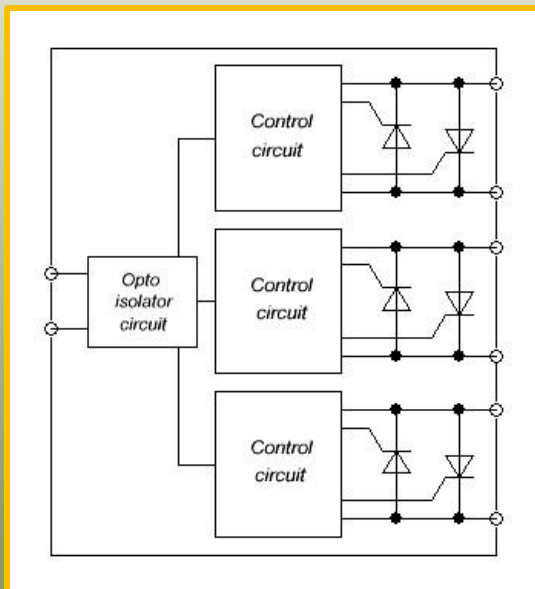 Control
circuit
Opto
isolator
circuit
Control
circuit
Control
circuit